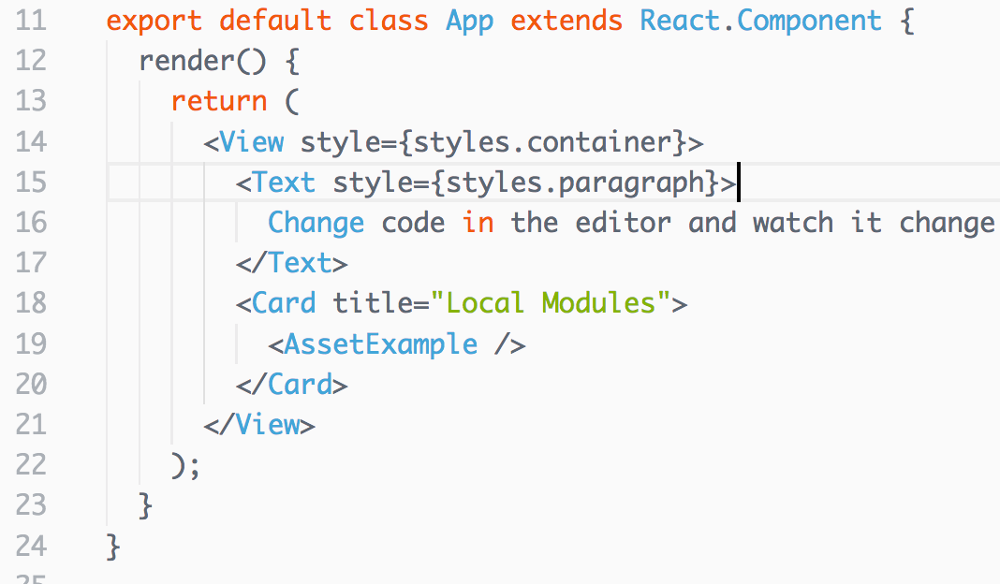 11 export default class App extends React.Component {
12   render() {
13     return (
14       <View style={styles.container}>
15         <Text style={styles.paragraph}>
16           Change code in the editor and watch it change
17         </Text>
18         <Card title="Local Modules">
19           <AssetExample />
20         </Card>
21       </View>
22     );
23   }
24 }
25